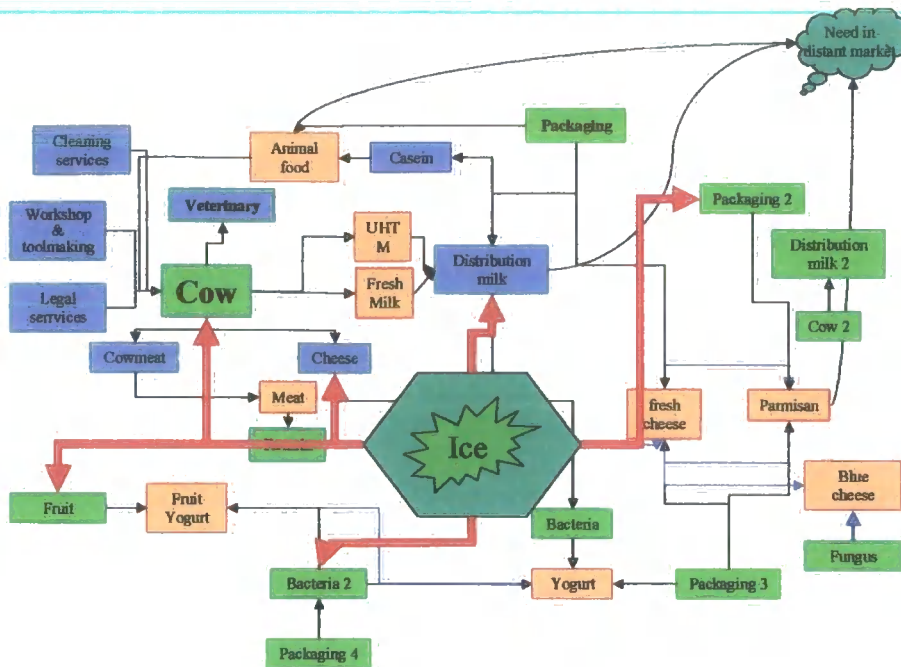 Need in
distant market
Packaging
Cleaning
services
Animal
food
Casein
Packaging 2
Veterinary
Workshop
&
toolmaking
UHT
M
Distribution
milk
Distribution
milk 2
Cow
Fresh
Milk
Legal
serrvices
Cow 2
Cowmeat
Cheese
Meat
fresh
cheese
Parmisan
Ice
Blue
cheese
Fruit
Fruit
Yogurt
Bacteria
Fungus
Bacteria 2
Yogurt
Packaging 3
Packaging 4